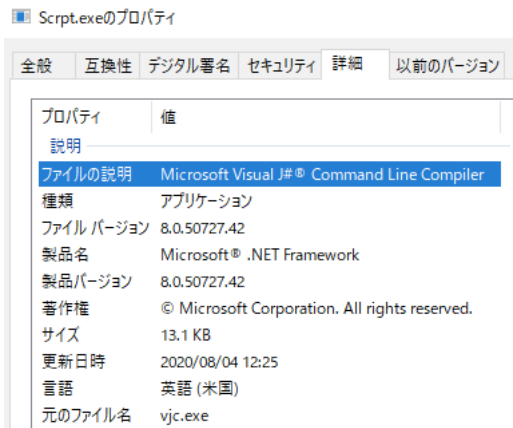 Scrpt.exeのプロパティ
全般 互換性 デジタル署名 セキュリティ 詳細 以前のバージョン
プロパティ 値
説明
ファイルの説明 Microsoft Visual J#® Command Line Compiler
種類 アプリケーション
ファイル バージョン 8.0.50727.42
製品名 Microsoft® .NET Framework
製品バージョン 8.0.50727.42
著作権 © Microsoft Corporation. All rights reserved.
サイズ 13.1 KB
更新日時 2020/08/04 12:25
言語 英語 (米国)
元のファイル名 vjc.exe